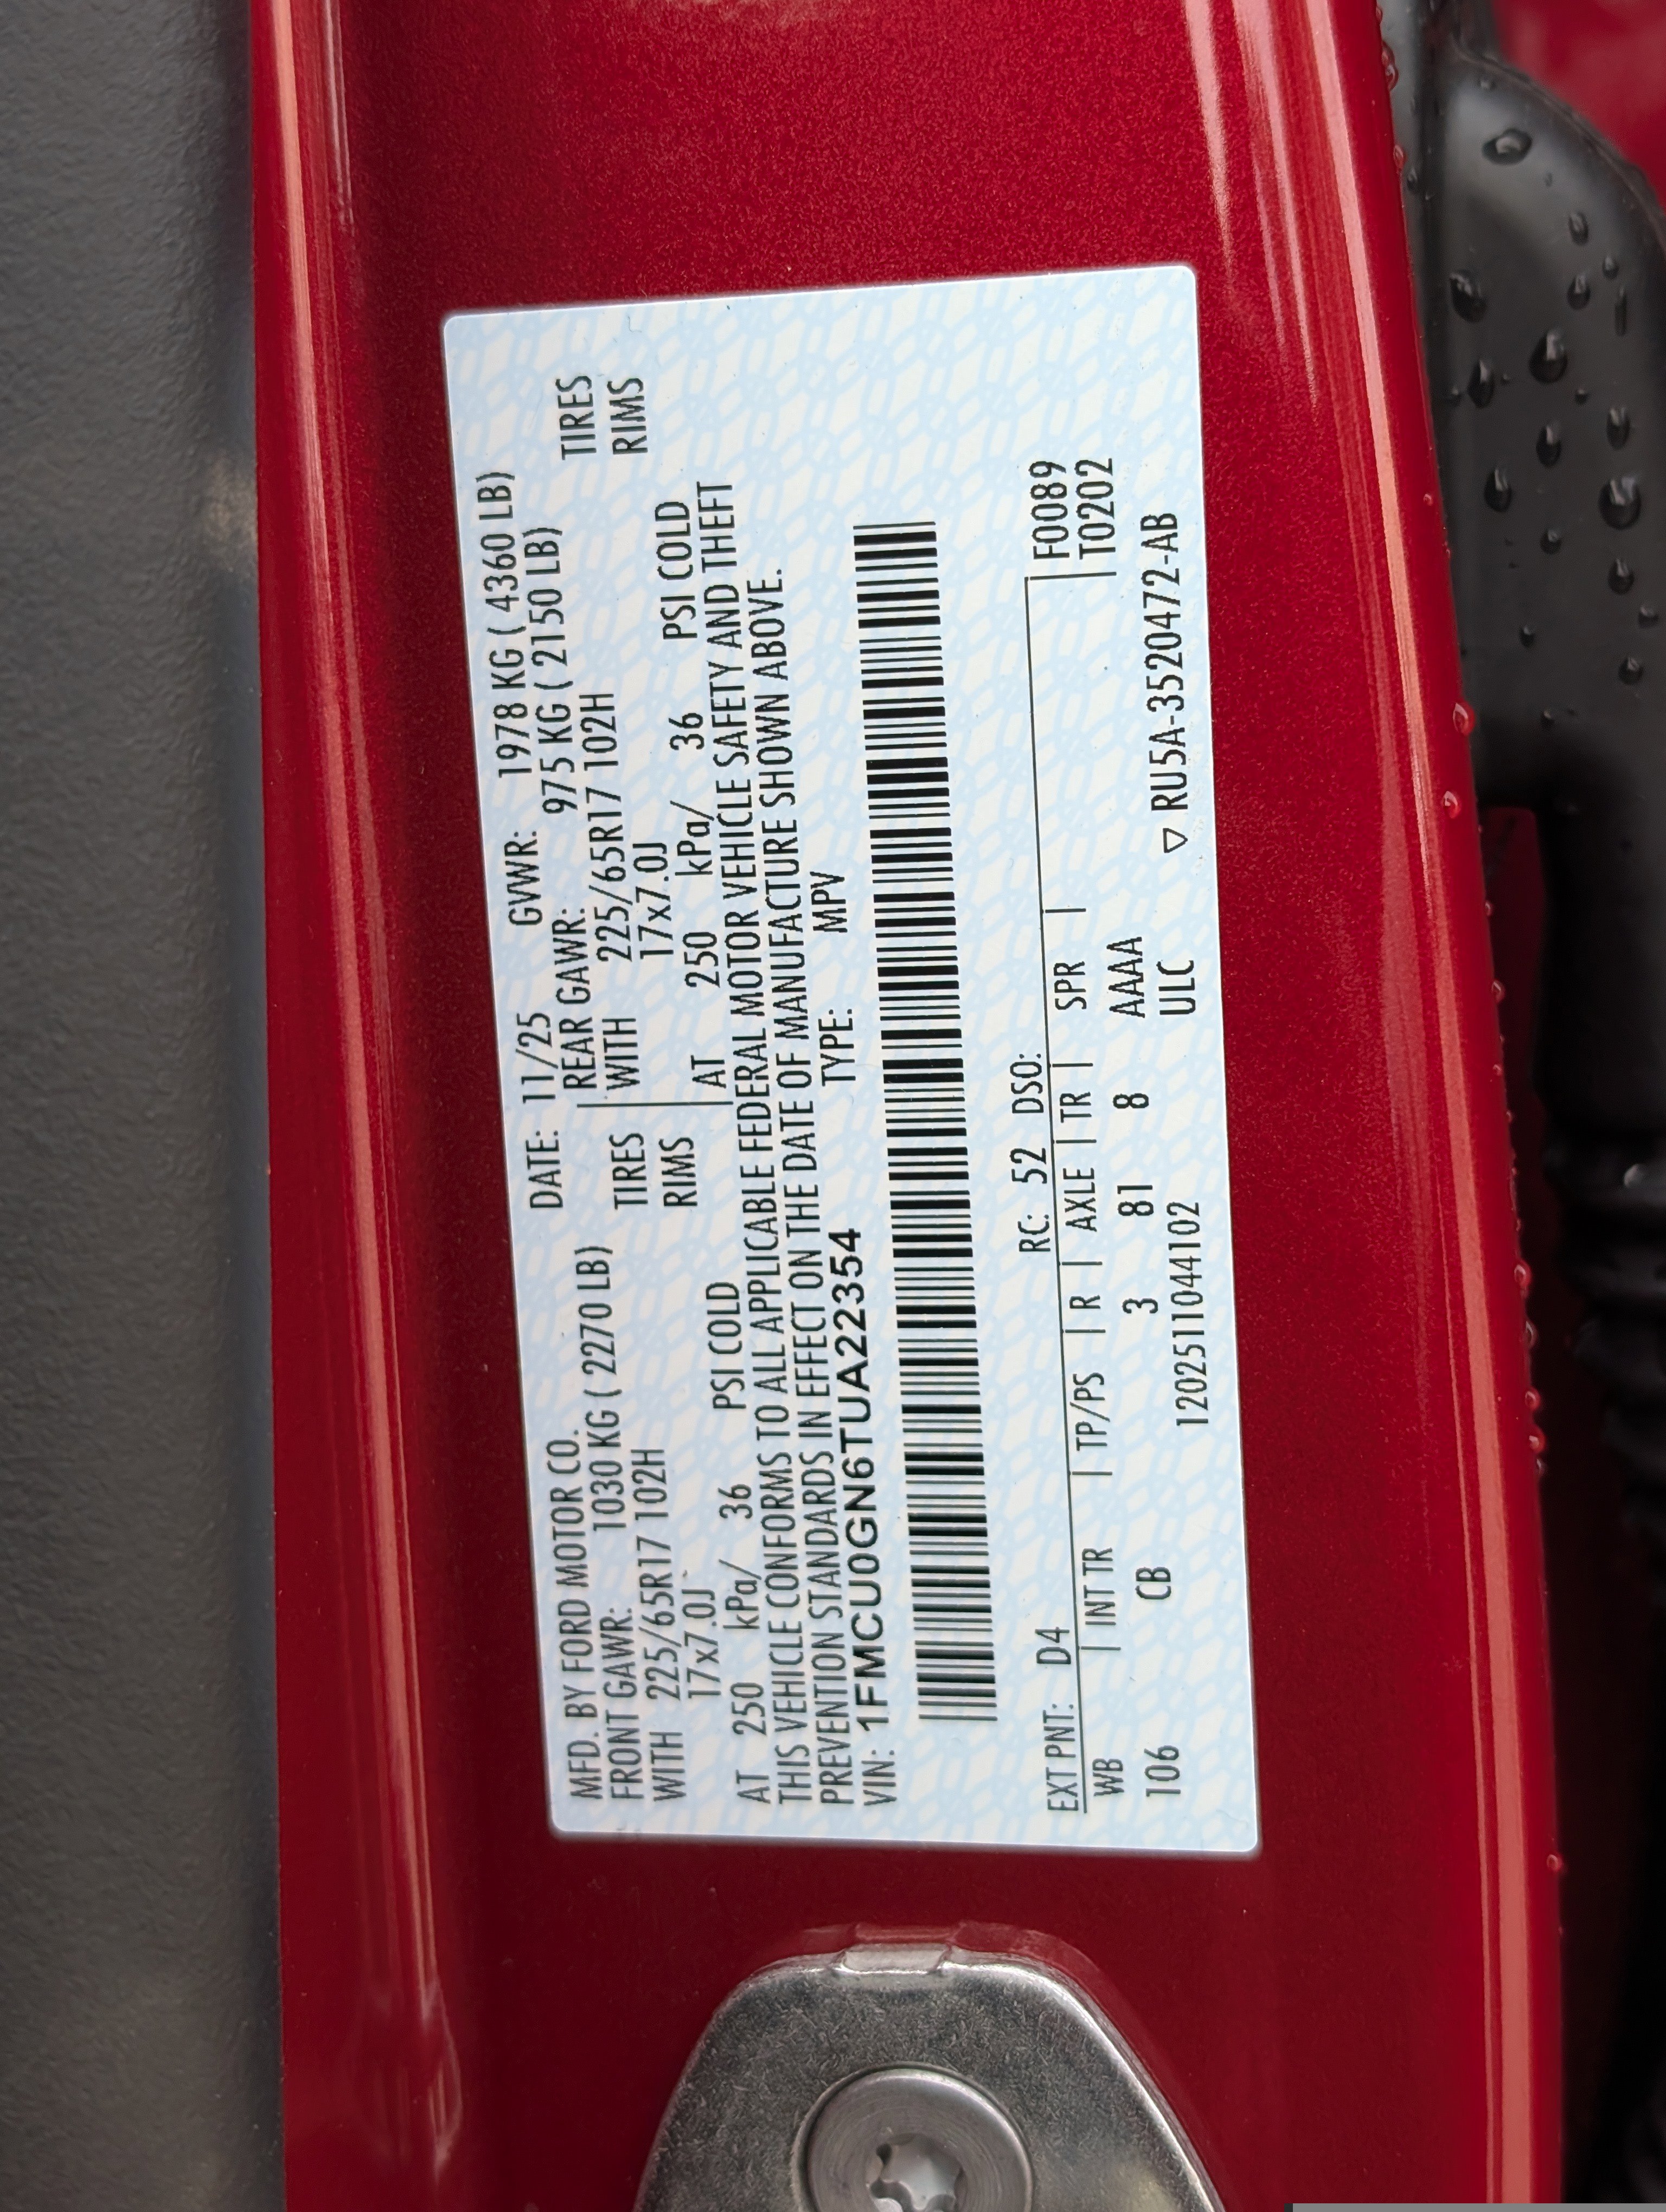 MFD. BY FORD MOTOR CO. DATE: 11/25 GVWR: 1978 KG ( 4360 LB)
FRONT GAWR: 1030 KG ( 2270 LB) REAR GAWR: 975 KG ( 2150 LB)
WITH 225/65R17 102H TIRES WITH 225/65R17 102H TIRES
17x7.0J RIMS 17x7.0J RIMS
AT 250 kPa/ 36 PSI COLD AT 250 kPa/ 36 PSI COLD
THIS VEHICLE CONFORMS TO ALL APPLICABLE FEDERAL MOTOR VEHICLE SAFETY AND THEFT
PREVENTION STANDARDS IN EFFECT ON THE DATE OF MANUFACTURE SHOWN ABOVE.
VIN: 1FMCU0GN6TUA22354 TYPE: MPV
EXT PNT: D4 RC: 52 DSO:
WB | INT TR | TP/PS | R | AXLE | TR | SPR | F0089
106 CB 3 81 8 AAAA T0202
1202511044102 ULC ▽ RU5A-3520472-AB